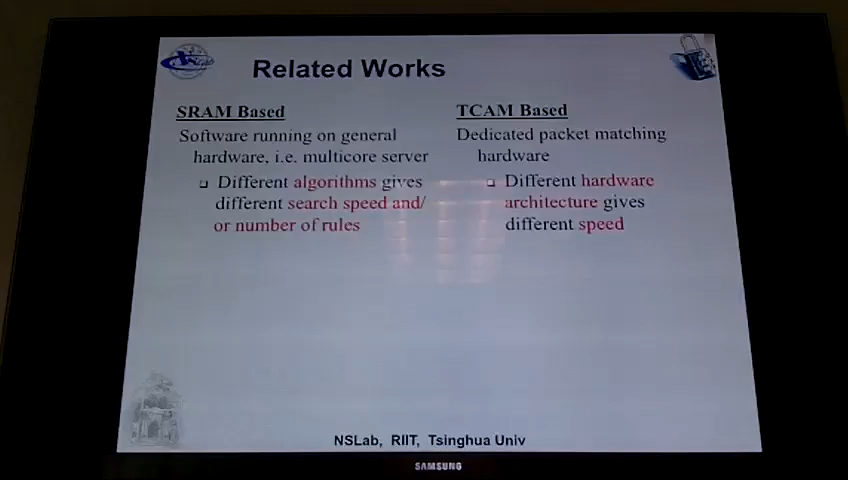 Related Works
SRAM Based
Software running on general
hardware, i.e. multicore server
❑ Different algorithms gives
different search speed and/
or number of rules
TCAM Based
Dedicated packet matching
hardware
❑ Different hardware
architecture gives
different speed
NSLab, RIIT, Tsinghua Univ
SAMSUNG